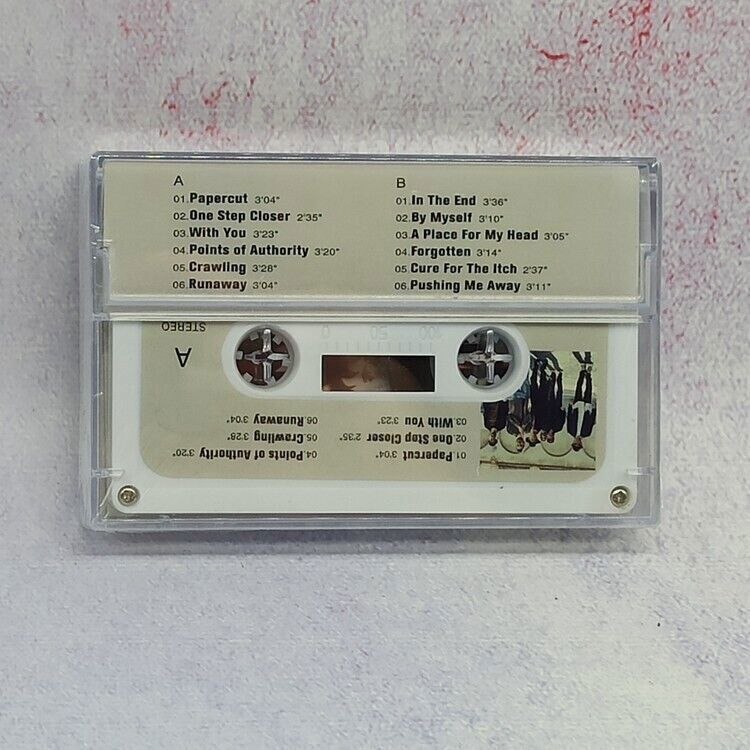 A
01.Papercut 3'04"
02.One Step Closer 2'35"
03.With You 3'23"
04.Points of Authority 3'20"
05.Crawling 3'28"
06.Runaway 3'04"
B
01.In The End 3'36"
02.By Myself 3'10"
03.A Place For My Head 3'05"
04.Forgotten 3'14"
05.Cure For The Itch 2'37"
06.Pushing Me Away 3'11"
A
STEREO
100 50 0
01.Papercut 3'04"
02.One Step Closer 2'35"
03.With You 3'23"
04.Points of Authority 3'20"
05.Crawling 3'28"
06.Runaway 3'04"